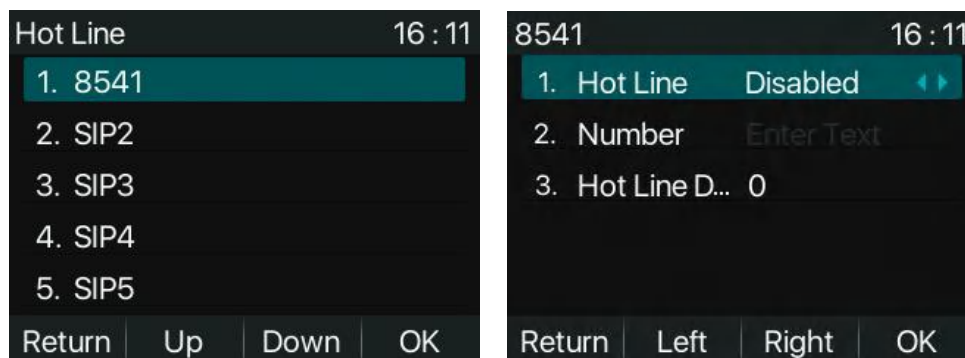 Hot Line 16 : 11
1. 8541
2. SIP2
3. SIP3
4. SIP4
5. SIP5
Return Up Down OK
8541 16 : 11
1. Hot Line Disabled
2. Number Enter Text
3. Hot Line D... 0
Return Left Right OK